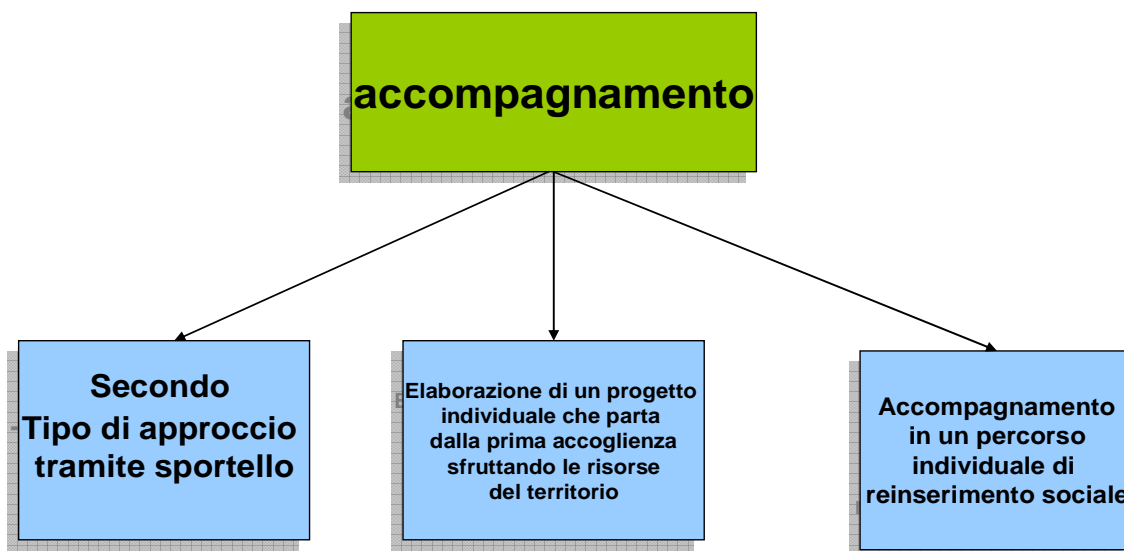 accompagnamento
Secondo
Tipo di approccio
tramite sportello
Elaborazione di un progetto
individuale che parta
dalla prima accoglienza
sfruttando le risorse
del territorio
Accompagnamento
in un percorso
individuale di
reinserimento sociale